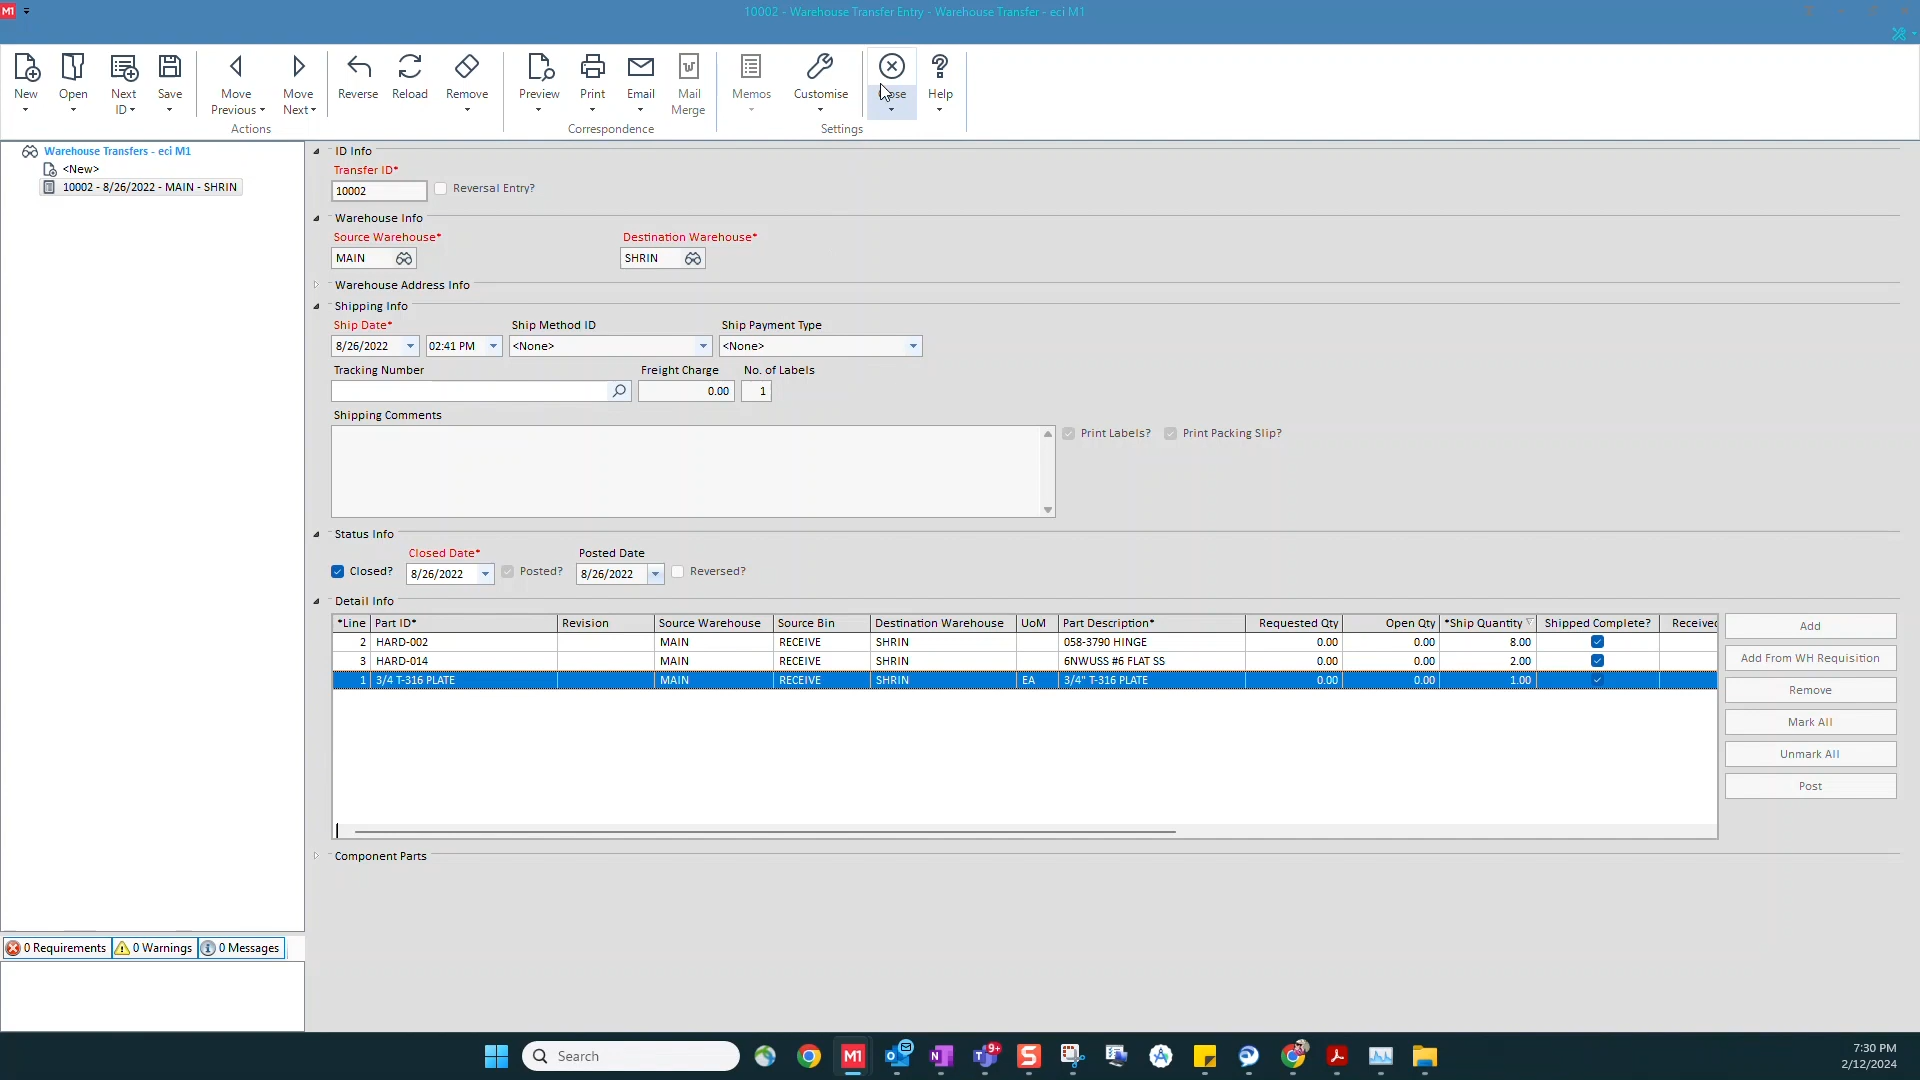 M1
10002 - Warehouse Transfer Entry - Warehouse Transfer - eci M1
New Open Next ID Save Move Previous Move Next Reverse Reload Remove Preview Print Email Mail Merge Memos Customise Help
Actions Correspondence Settings
Warehouse Transfers - eci M1
<New>
10002 - 8/26/2022 - MAIN - SHRIN
ID Info
Transfer ID*
10002 Reversal Entry?
Warehouse Info
Source Warehouse* Destination Warehouse*
MAIN SHRIN
Warehouse Address Info
Shipping Info
Ship Date* Ship Method ID Ship Payment Type
8/26/2022 02:41 PM <None> <None>
Tracking Number Freight Charge No. of Labels
0.00 1
Shipping Comments
Print Labels? Print Packing Slip?
Status Info
Closed Date* Posted Date
Closed? 8/26/2022 Posted? 8/26/2022 Reversed?
Detail Info
*Line Part ID* Revision Source Warehouse Source Bin Destination Warehouse UoM Part Description* Requested Qty Open Qty *Ship Quantity Shipped Complete? Received
2 HARD-002 MAIN RECEIVE SHRIN 058-3790 HINGE 0.00 0.00 8.00
3 HARD-014 MAIN RECEIVE SHRIN 6NWUSS #6 FLAT SS 0.00 0.00 2.00
1 3/4 T-316 PLATE MAIN RECEIVE SHRIN EA 3/4" T-316 PLATE 0.00 0.00 1.00
Add
Add From WH Requisition
Remove
Mark All
Unmark All
Post
Component Parts
0 Requirements 0 Warnings 0 Messages
Search M1 9+
7:30 PM
2/12/2024